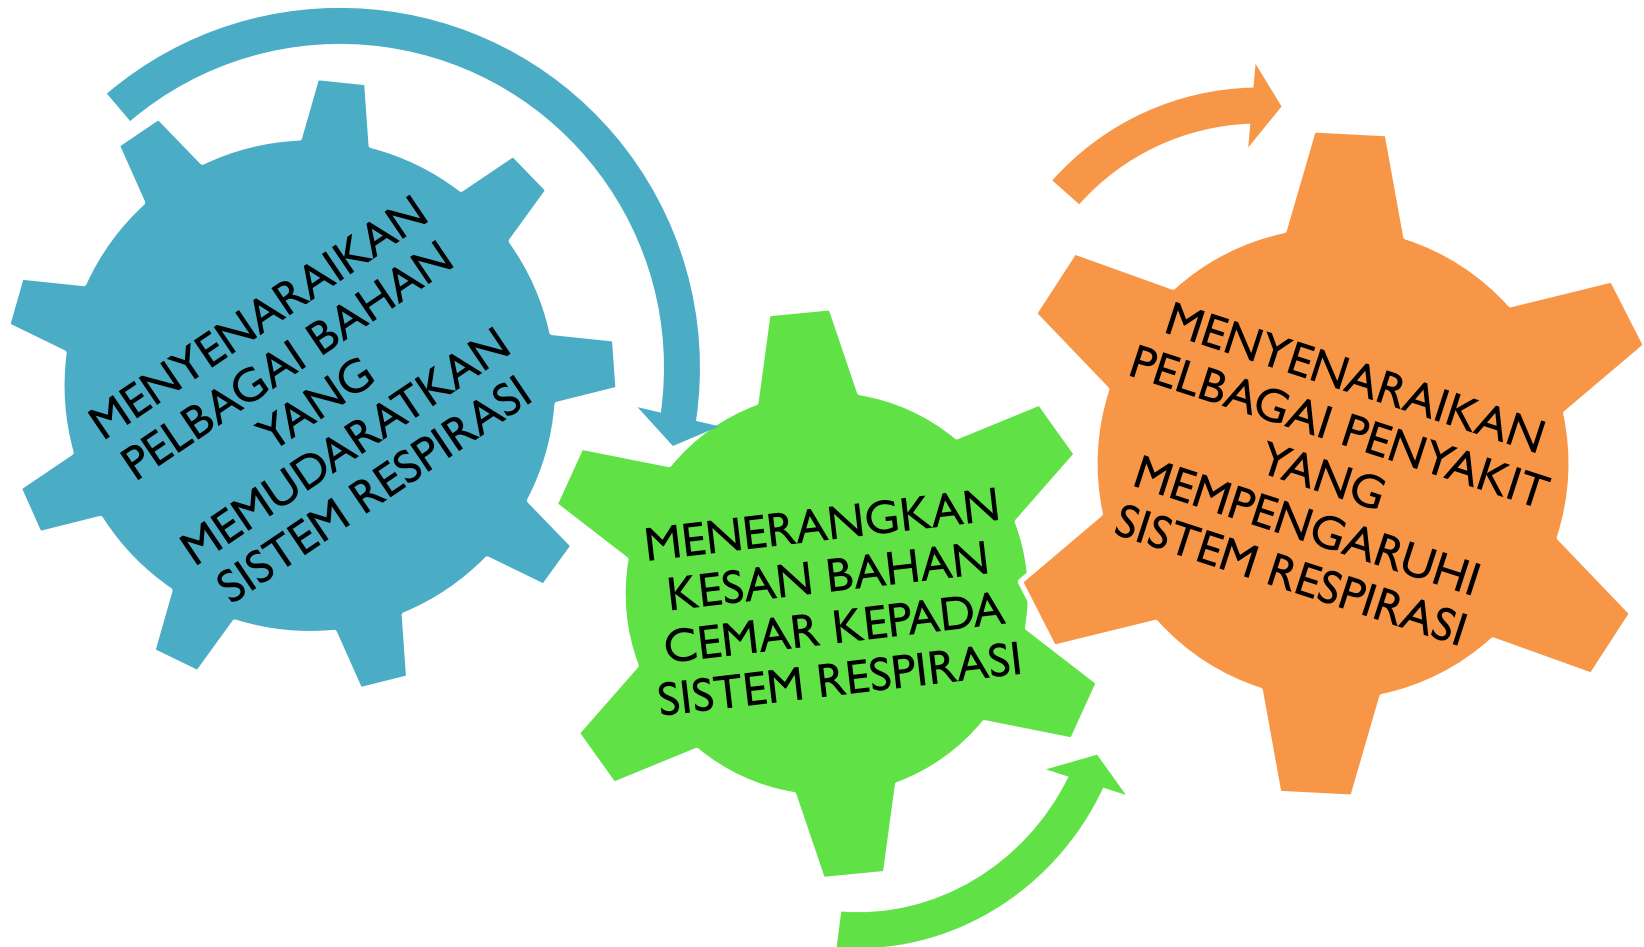 MENYENARAIKAN
PELBAGAI BAHAN
YANG
MEMUDARATKAN
SISTEM RESPIRASI
MENERANGKAN
KESAN BAHAN
CEMAR KEPADA
SISTEM RESPIRASI
MENYENARAIKAN
PELBAGAI PENYAKIT
YANG
MEMPENGARUHI
SISTEM RESPIRASI